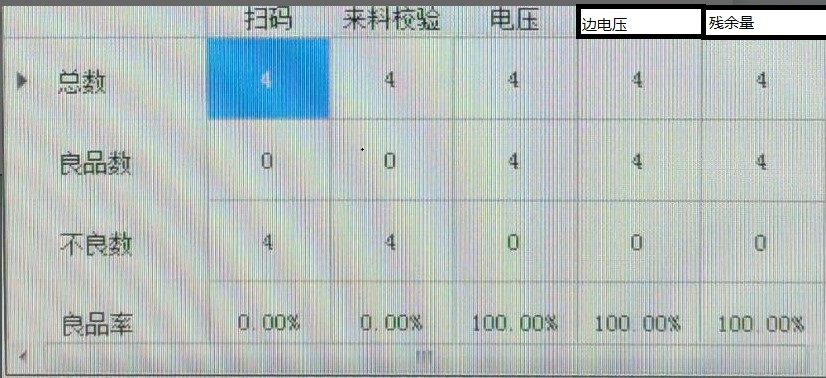 扫码 来料校验 电压 边电压 残余量
总数 4 4 4 4 4
良品数 0 0 4 4 4
不良数 4 4 0 0 0
良品率 0.00% 0.00% 100.00% 100.00% 100.00%